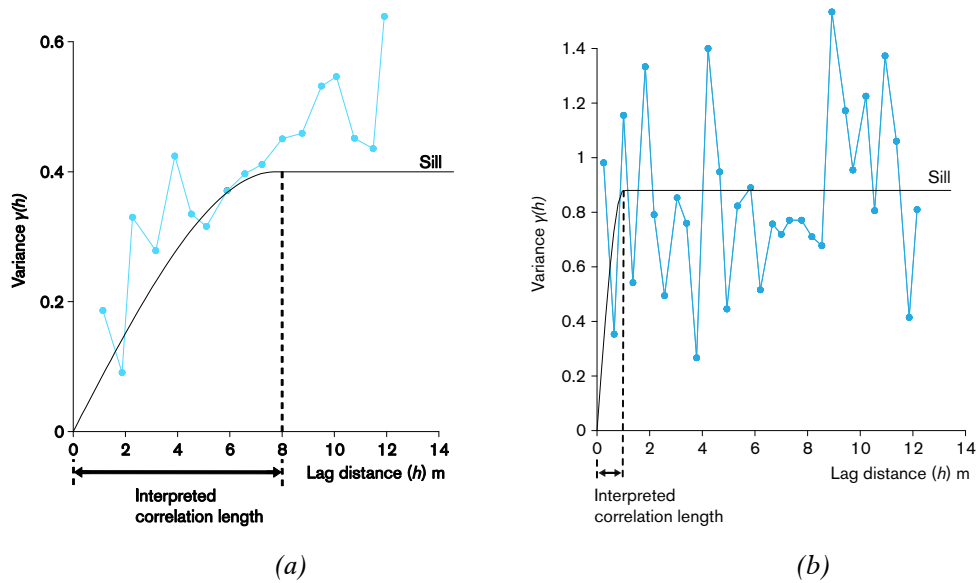 0.6
0.4
0.2
0
Variance γ(h)
Sill
0 2 4 6 8 10 12 14
Lag distance (h) m
Interpreted
correlation length
(a)
1.4
1.2
1
0.8
0.6
0.4
0.2
0
Variance γ(h)
Sill
0 2 4 6 8 10 12 14
Lag distance (h) m
Interpreted
correlation length
(b)